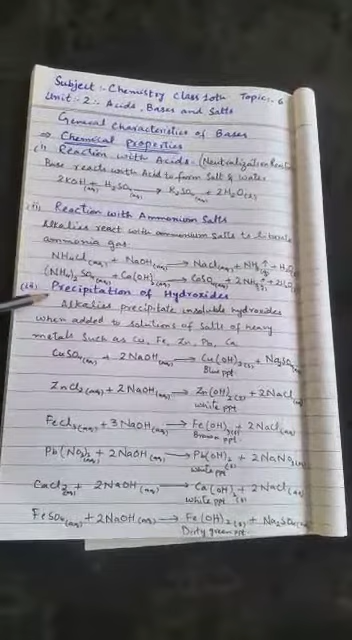 Subject :- Chemistry Class 10th Topic:- 6
Unit - 2 :- Acids, Bases and Salts
General Characteristics of Bases
⇒ Chemical properties
(i) Reaction with Acids - (Neutralization
Base reacts with Acid to form Salt & water
2KOH(aq) + H₂SO₄(aq) → K₂SO₄(aq) + 2H₂O(l)
(ii) Reaction with Ammonium Salts
Alkalies react with ammonium salts to liberate
ammonia gas
NH₄Cl(aq) + NaOH(aq) → NaCl(aq) + NH₃↑ + H₂O
(NH₄)₂SO₄(aq) + Ca(OH)₂(aq) → CaSO₄(aq) + 2NH₃(g) + 2H₂O
(iii) Precipitation of Hydroxides
Alkalies precipitate insoluble hydroxides
when added to solutions of salts of heavy
metals such as Cu, Fe, Zn, Pb, Ca
CuSO₄(aq) + 2NaOH(aq) → Cu(OH)₂(s) + Na₂SO₄
Blue ppt
ZnCl₂(aq) + 2NaOH(aq) → Zn(OH)₂(s) + 2NaCl(aq)
white ppt
FeCl₃(aq) + 3NaOH(aq) → Fe(OH)₃(s) + 2NaCl(aq)
Brown ppt.
Pb(NO₃)₂(aq) + 2NaOH(aq) → Pb(OH)₂(s) + 2NaNO₃(aq)
white ppt
CaCl₂(aq) + 2NaOH(aq) → Ca(OH)₂(s) + 2NaCl(aq)
white ppt
FeSO₄(aq) + 2NaOH(aq) → Fe(OH)₂(s) + Na₂SO₄(aq)
Dirty green ppt.